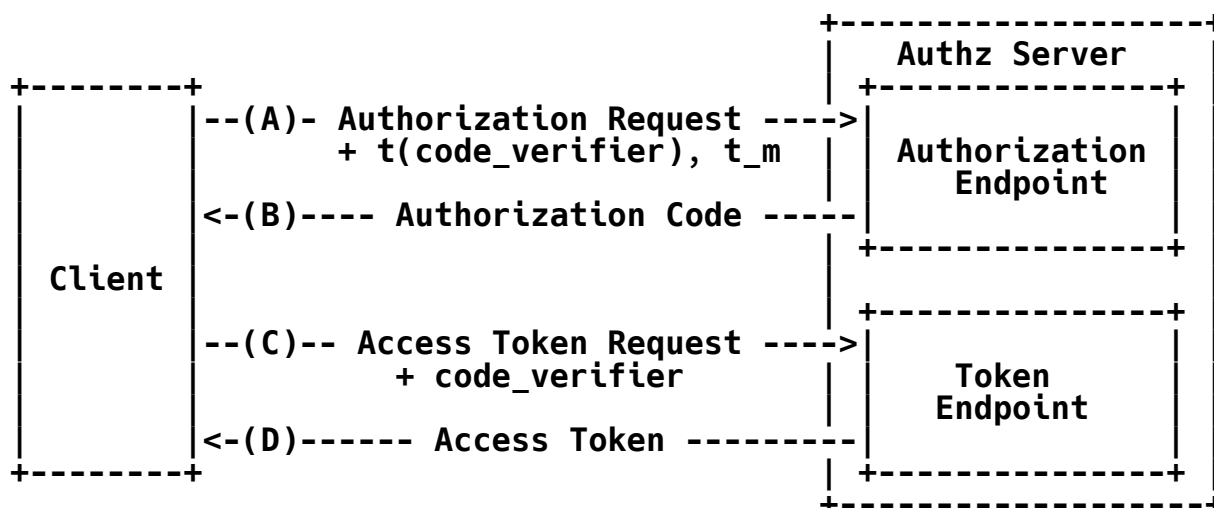 Authz Server
--(A)- Authorization Request ---->
+ t(code_verifier), t_m
Authorization
Endpoint
<-(B)---- Authorization Code -----
Client
--(C)-- Access Token Request ---->
+ code_verifier
Token
Endpoint
<-(D)------ Access Token ---------